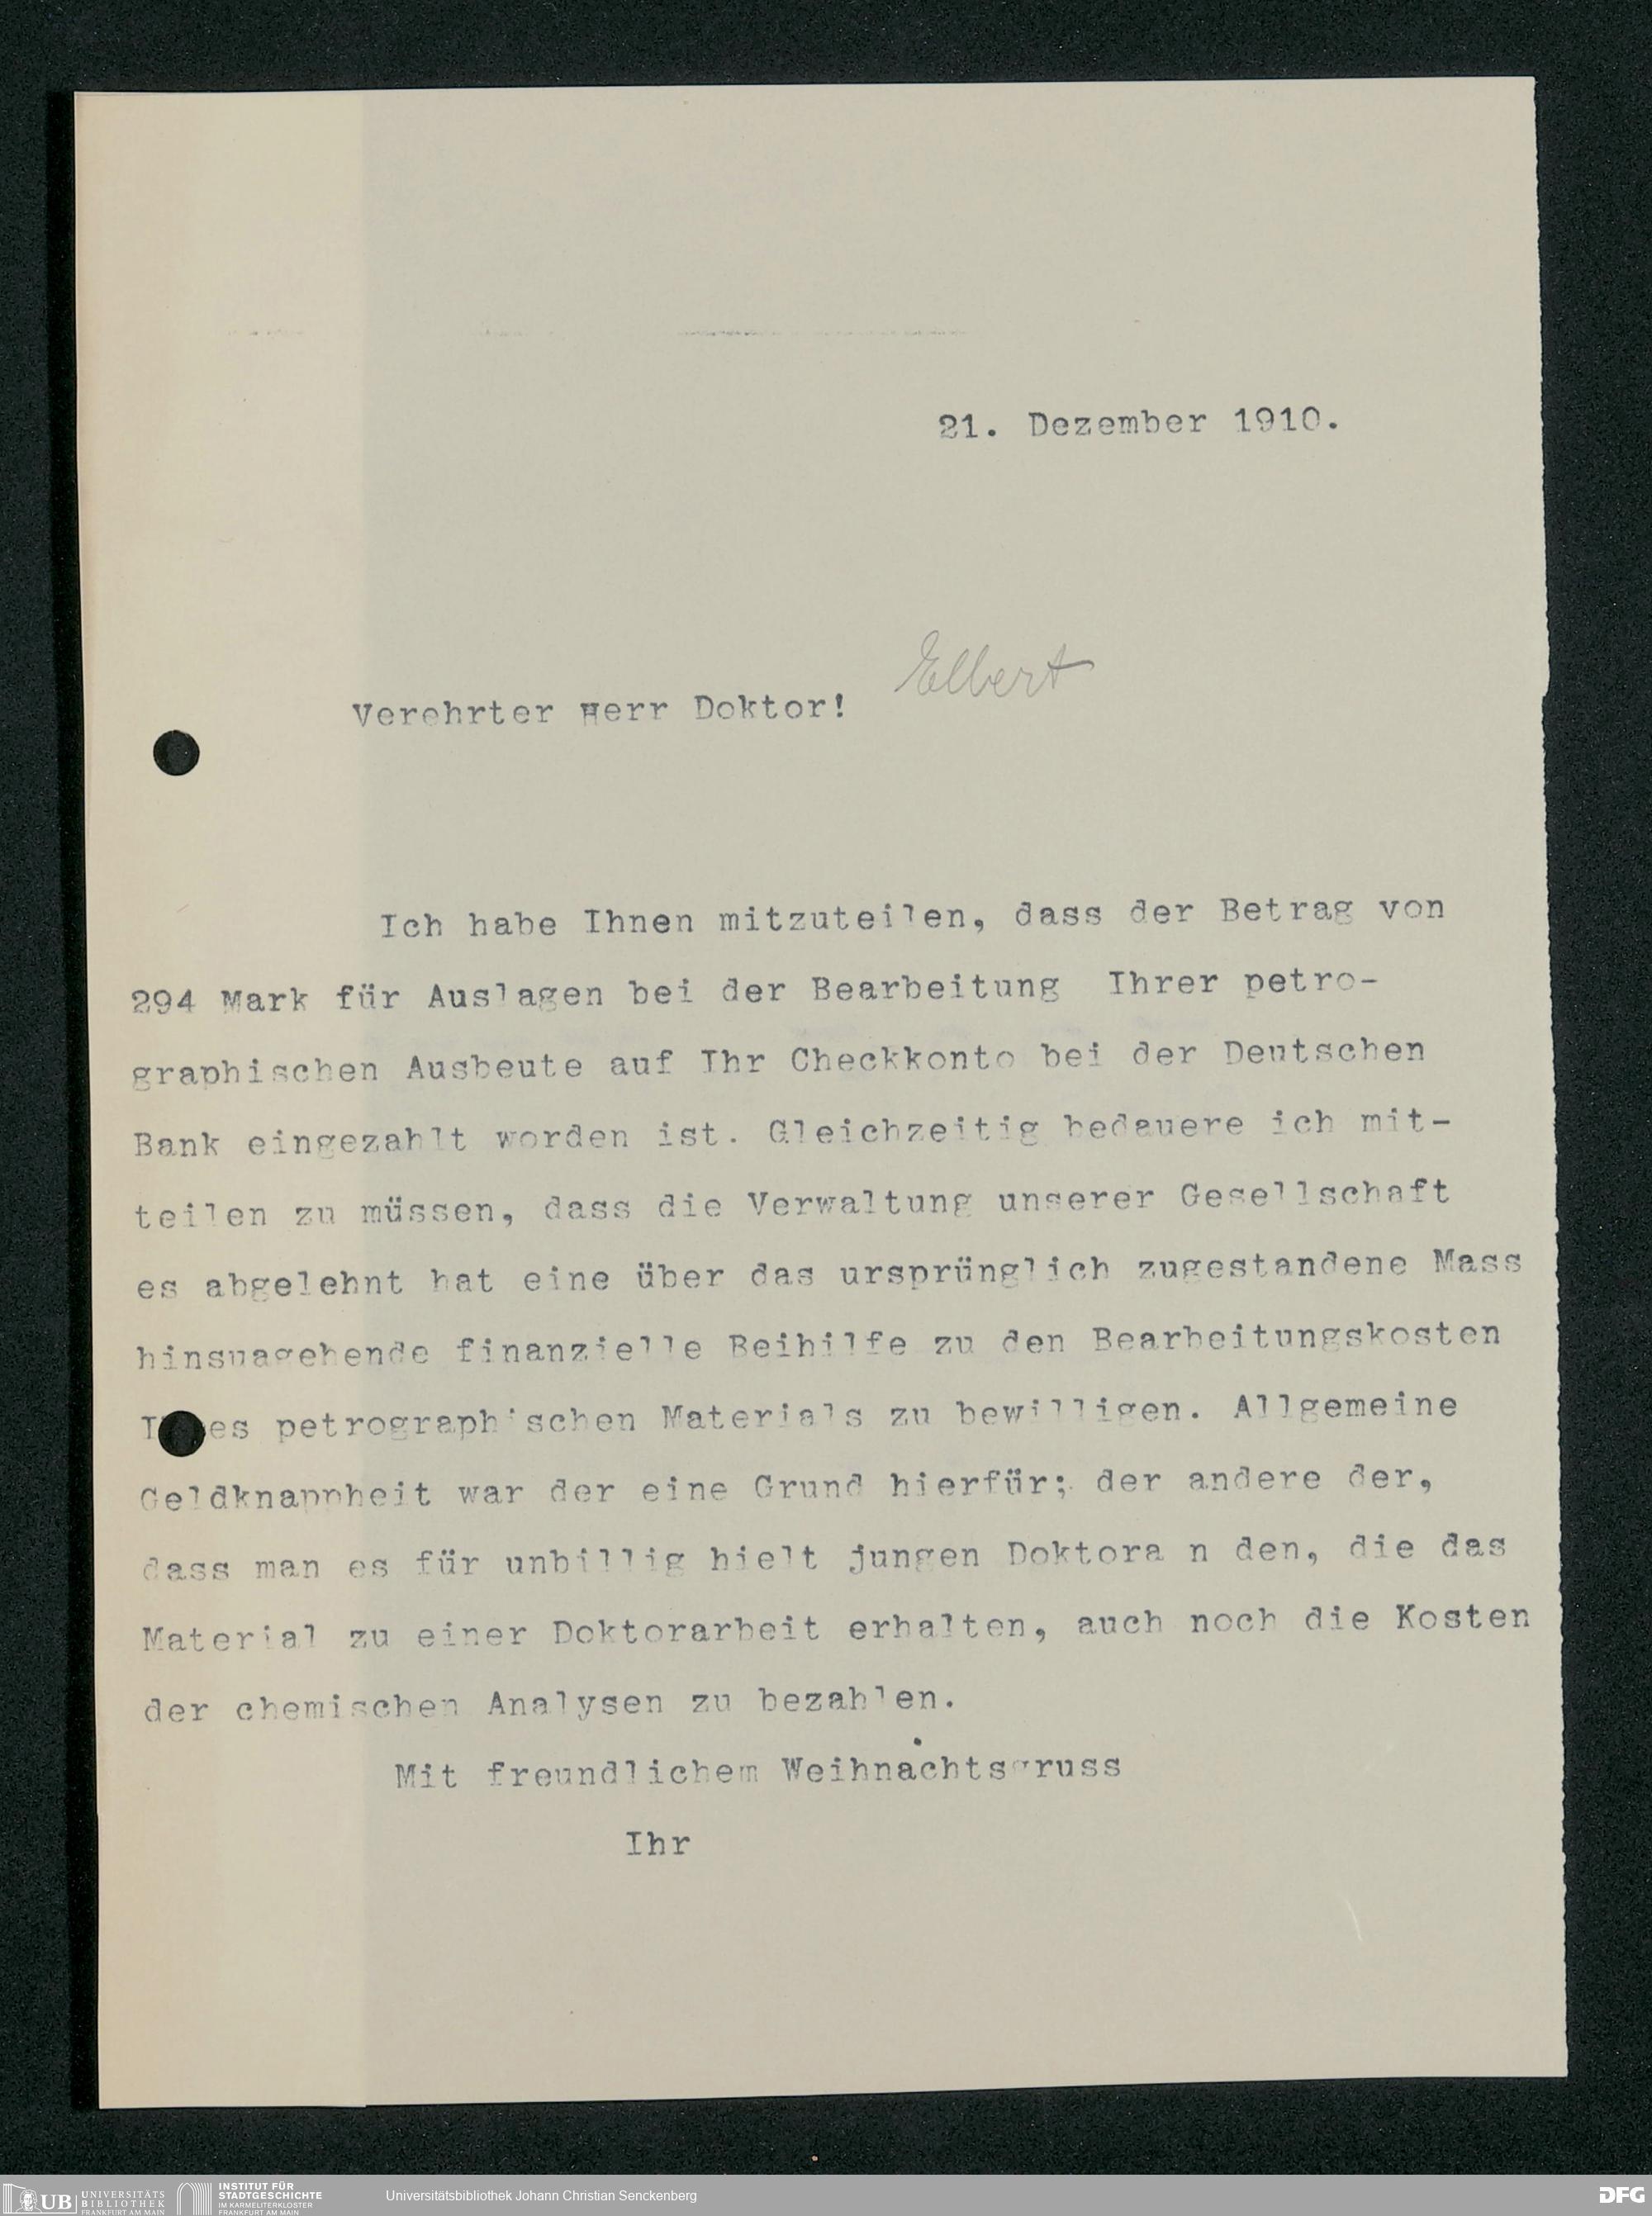 21. Dezember 1910.
Elbert
Verehrter Herr Doktor!
Ich habe Ihnen mitzuteilen, dass der Betrag von
294 Mark für Auslagen bei der Bearbeitung Ihrer petro-
graphischen Ausbeute auf Ihr Checkkonto bei der Deutschen
Bank eingezahlt worden ist. Gleichzeitig bedauere ich mit-
teilen zu müssen, dass die Verwaltung unserer Gesellschaft
es abgelehnt hat eine über das ursprünglich zugestandene Mass
hinsuagehende finanzielle Beihilfe zu den Bearbeitungskosten
petrographischen Materials zu bewilligen. Allgemeine
Geldknappheit war der eine Grund hierfür; der andere der,
dass man es für unbillig hielt jungen Doktora n den, die das
Material zu einer Doktorarbeit erhalten, auch noch die Kosten
der chemischen Analysen zu bezahlen.
Mit freundlichem Weihnachtsgruss
Ihr
UB UNIVERSITÄTS
BIBLIOTHEK
FRANKFURT AM MAIN
INSTITUT FÜR
STADTGESCHICHTE
IM KARMELITERKLOSTER
FRANKFURT AM MAIN
Universitätsbibliothek Johann Christian Senckenberg
DFG